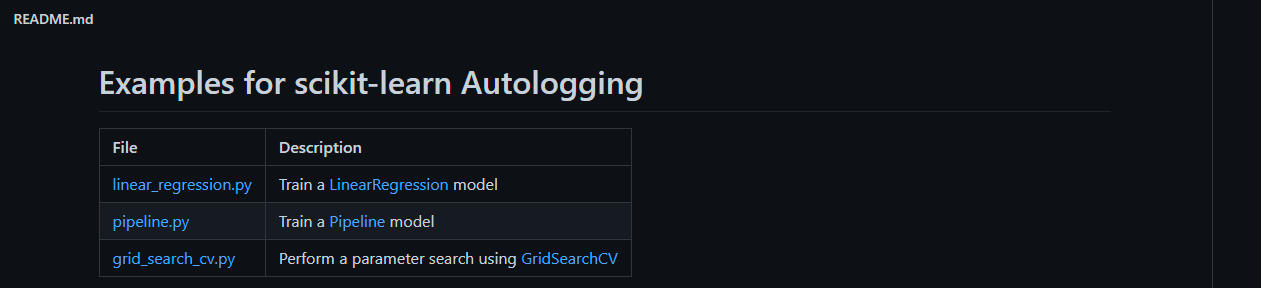 README.md
Examples for scikit-learn Autologging
File Description
linear_regression.py Train a LinearRegression model
pipeline.py Train a Pipeline model
grid_search_cv.py Perform a parameter search using GridSearchCV